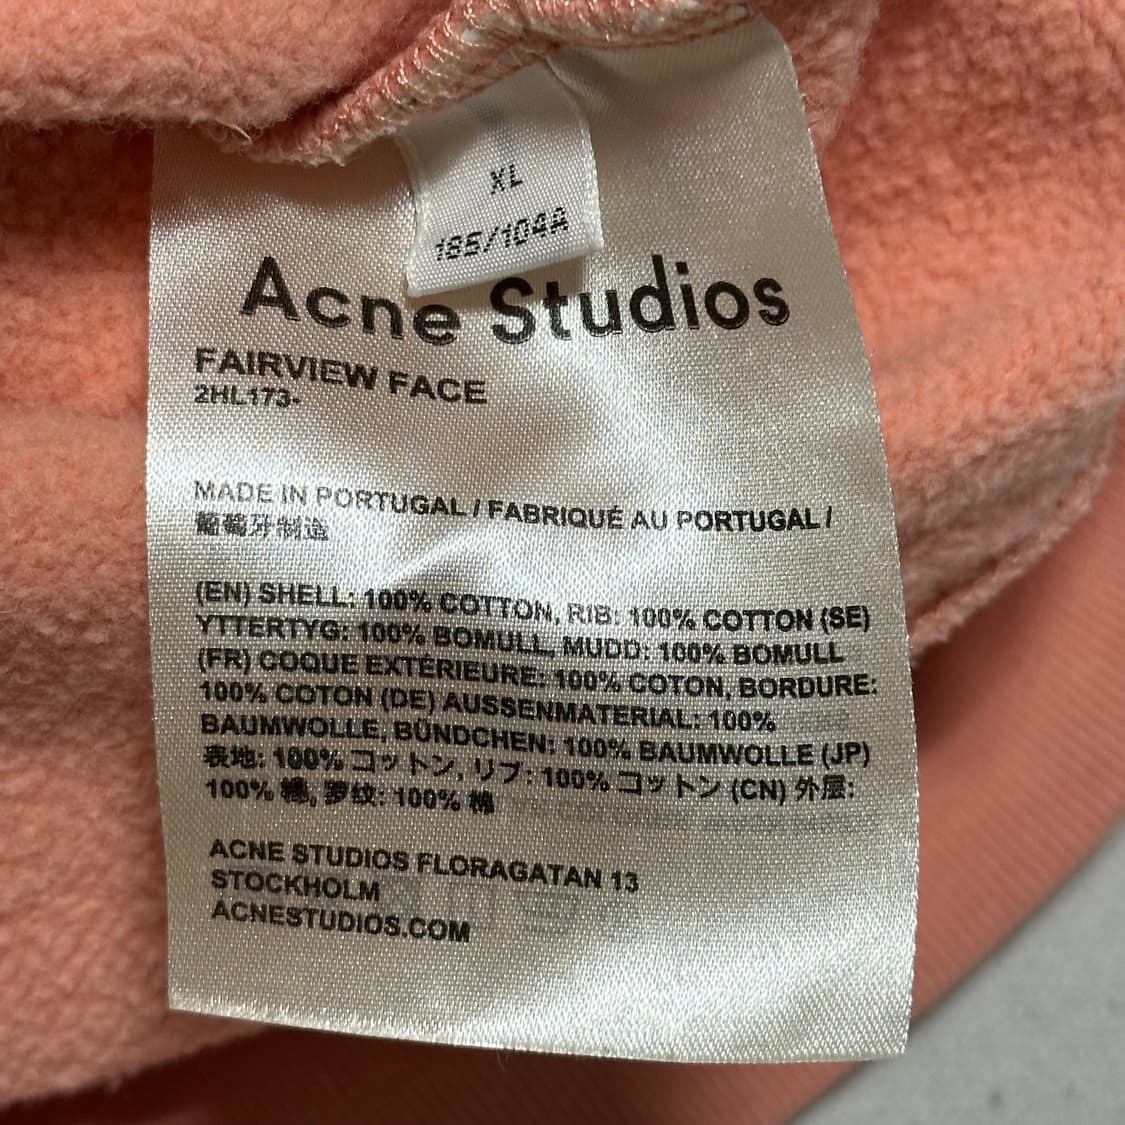 XL
185/104A
Acne Studios
FAIRVIEW FACE
2HL173-
MADE IN PORTUGAL / FABRIQUÉ AU PORTUGAL /
葡萄牙制造
(EN) SHELL: 100% COTTON, RIB: 100% COTTON (SE)
YTTERTYG: 100% BOMULL, MUDD: 100% BOMULL
(FR) COQUE EXTÉRIEURE: 100% COTON, BORDURE:
100% COTON (DE) AUSSENMATERIAL: 100%
BAUMWOLLE, BÜNDCHEN: 100% BAUMWOLLE (JP)
表地: 100% コットン, リブ: 100% コットン (CN) 外层:
100% 棉, 罗纹: 100% 棉
ACNE STUDIOS FLORAGATAN 13
STOCKHOLM
ACNESTUDIOS.COM